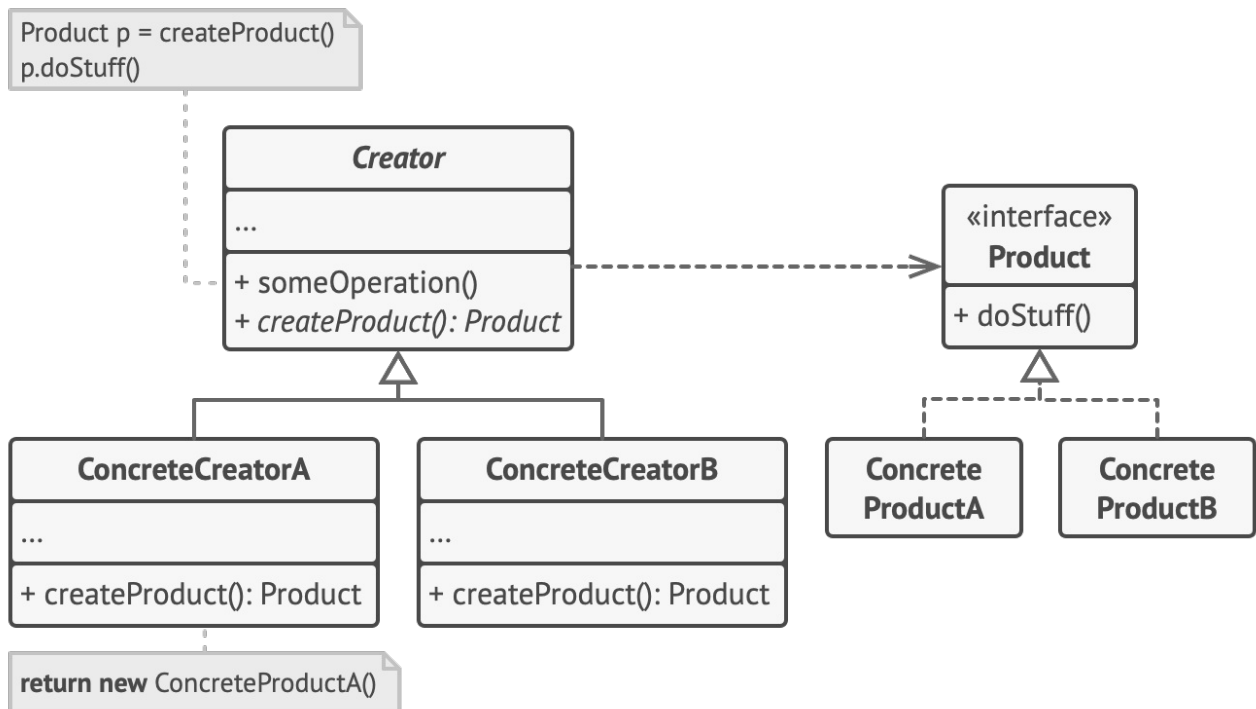 Product p = createProduct()
p.doStuff()
Creator
...
+ someOperation()
+ createProduct(): Product
«interface»
Product
+ doStuff()
ConcreteCreatorA
...
+ createProduct(): Product
ConcreteCreatorB
...
+ createProduct(): Product
Concrete
ProductA
Concrete
ProductB
return new ConcreteProductA()